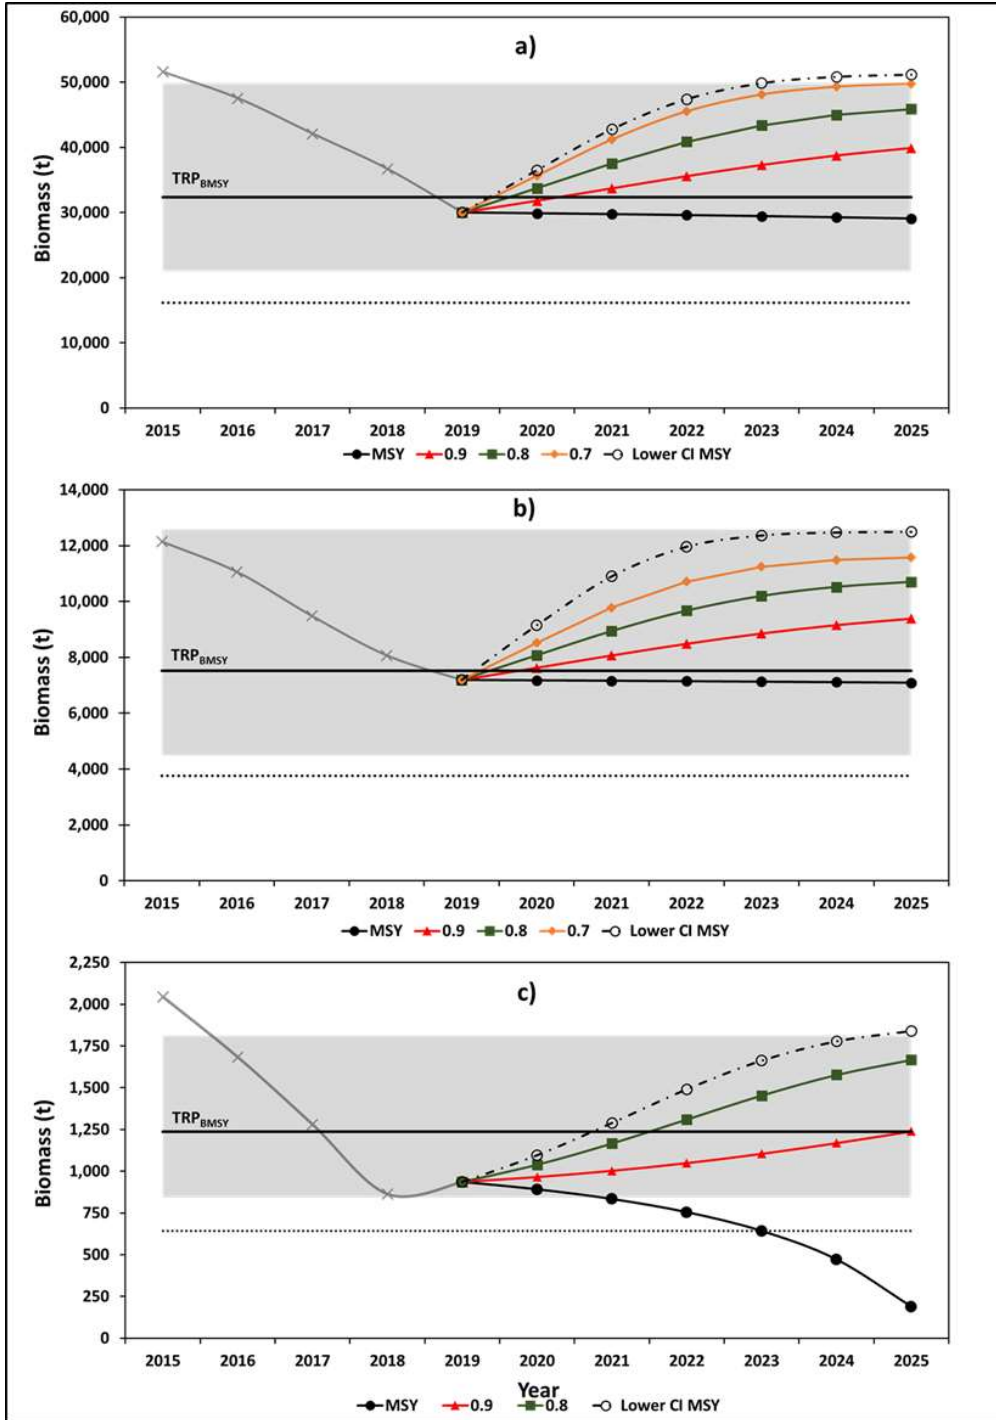 a)
60,000
50,000
40,000
30,000
20,000
10,000
0
Biomass (t)
TRPBMSY
2015 2016 2017 2018 2019 2020 2021 2022 2023 2024 2025
MSY 0.9 0.8 0.7 Lower CI MSY
b)
14,000
12,000
10,000
8,000
6,000
4,000
2,000
0
Biomass (t)
TRPBMSY
2015 2016 2017 2018 2019 2020 2021 2022 2023 2024 2025
MSY 0.9 0.8 0.7 Lower CI MSY
c)
2,250
2,000
1,750
1,500
1,250
1,000
750
500
250
0
Biomass (t)
TRPBMSY
2015 2016 2017 2018 2019 2020 2021 2022 2023 2024 2025
Year
MSY 0.9 0.8 Lower CI MSY